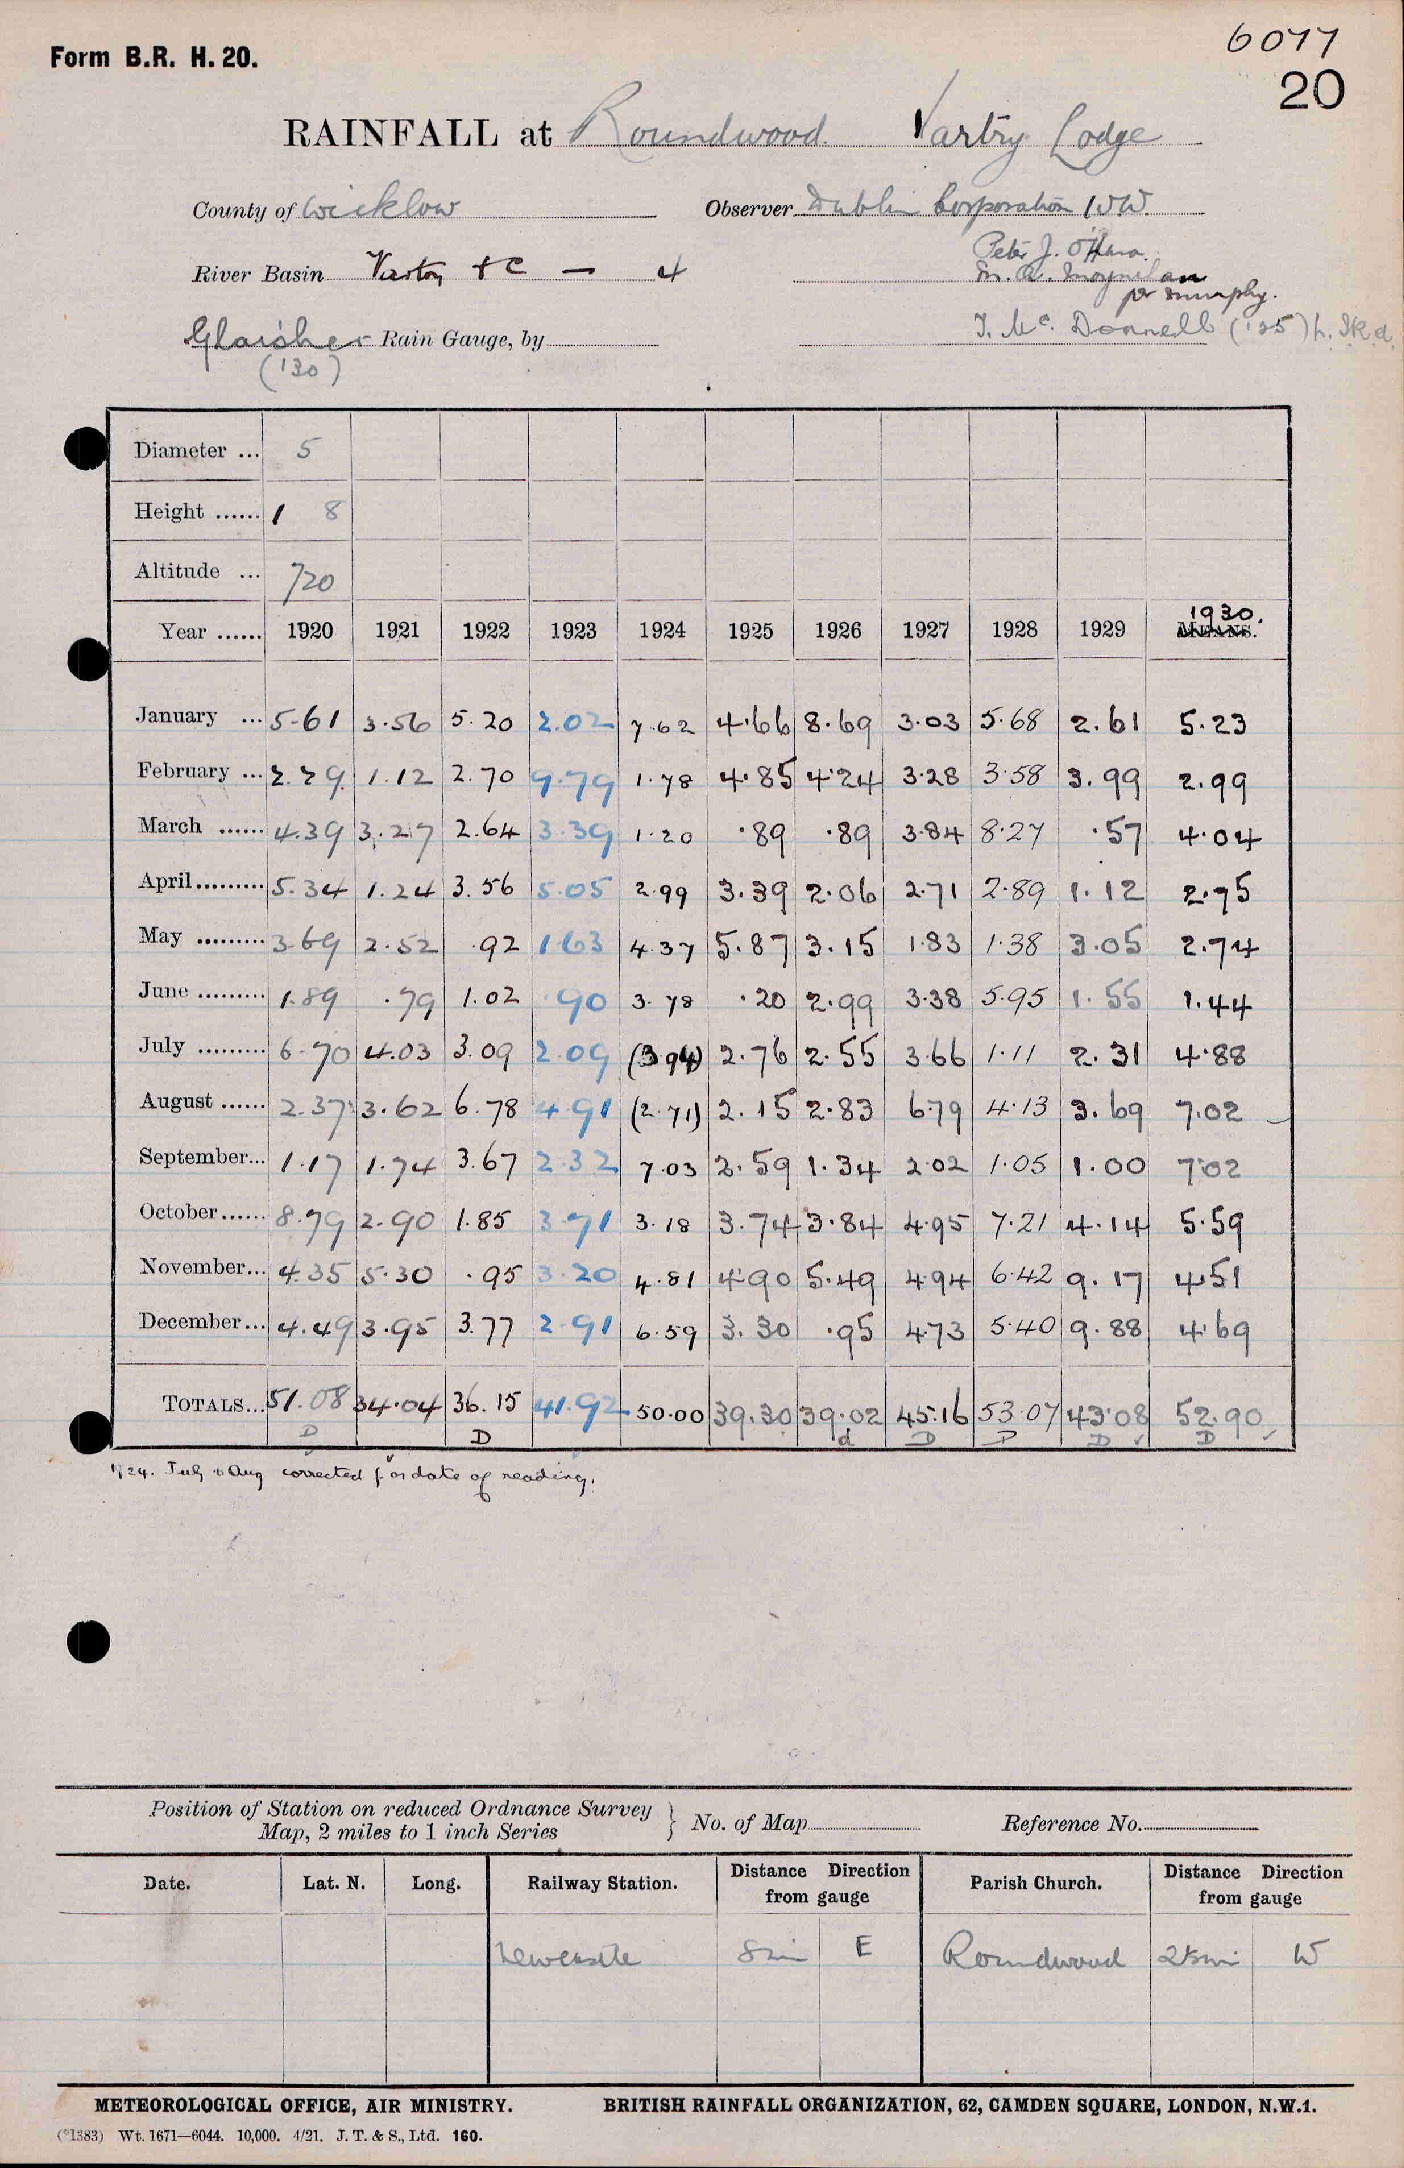 6077
Form B.R. H. 20.
20
RAINFALL at Roundwood Vartry Lodge
County of Wicklow Observer Dublin Corporation W.W.
Peter J. O'Hara.
River Basin Vartry + C — 4
per Murphy.
Glaisher Rain Gauge, by
T. Mc. Donnell ('25)
('30)
Diameter ... 5
Height ...... 1 8
Altitude ... 720
1930.
Year ...... 1920 1921 1922 1923 1924 1925 1926 1927 1928 1929 MEANS.
January ... 5.61 3.56 5.20 2.02 7.62 4.66 8.69 3.03 5.68 2.61 5.23
February ... 2.29 1.12 2.70 9.79 1.78 4.85 4.24 3.28 3.58 3.99 2.99
March ...... 4.39 3.27 2.64 3.39 1.20 .89 .89 3.84 8.27 .57 4.04
April ......... 5.34 1.24 3.56 5.05 2.99 3.39 2.06 2.71 2.89 1.12 2.75
May ......... 3.69 2.52 .92 1.63 4.37 5.87 3.15 1.83 1.38 3.05 2.74
June ......... 1.89 .79 1.02 .90 3.78 .20 2.99 3.38 5.95 1.55 1.44
July ......... 6.70 4.03 3.09 2.09 (3.94) 2.76 2.55 3.66 1.11 2.31 4.88
August ...... 2.37 3.62 6.78 4.91 (2.71) 2.15 2.83 6.79 4.13 3.69 7.02
September... 1.17 1.74 3.67 2.32 7.03 2.59 1.34 2.02 1.05 1.00 7.02
October...... 8.79 2.90 1.85 3.71 3.18 3.74 3.84 4.95 7.21 4.14 5.59
November... 4.35 5.30 .95 3.20 4.81 4.90 5.49 4.94 6.42 9.17 4.51
December... 4.49 3.95 3.77 2.91 6.59 3.30 .95 4.73 5.40 9.88 4.69
TOTALS... 51.08 34.04 36.15 41.92 50.00 39.30 39.02 45.16 53.07 43.08 52.90
D D d D D D ✓ D ✓
1924. July & Aug corrected for date of reading.
Position of Station on reduced Ordnance Survey
Map, 2 miles to 1 inch Series } No. of Map Reference No.
Date. Lat. N. Long. Railway Station. Distance Direction from gauge Parish Church. Distance Direction from gauge
Newcastle 8 mi E Roundwood W
METEOROLOGICAL OFFICE, AIR MINISTRY. BRITISH RAINFALL ORGANIZATION, 62, CAMDEN SQUARE, LONDON, N.W.1.
(*1383) Wt. 1671—6044. 10,000. 4/21. J. T. & S., Ltd. 160.